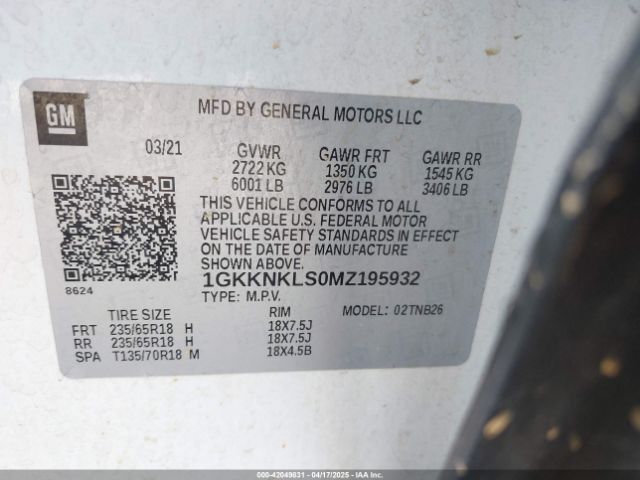 GM
MFD BY GENERAL MOTORS LLC
03/21 GVWR GAWR FRT GAWR RR
2722 KG 1350 KG 1545 KG
6001 LB 2976 LB 3406 LB
THIS VEHICLE CONFORMS TO ALL
APPLICABLE U.S. FEDERAL MOTOR
VEHICLE SAFETY STANDARDS IN EFFECT
ON THE DATE OF MANUFACTURE
SHOWN ABOVE.
8624
1GKKNKLS0MZ195932
TYPE: M.P.V. MODEL: 02TNB26
TIRE SIZE RIM
FRT 235/65R18 H 18X7.5J
RR 235/65R18 H 18X7.5J
SPA T135/70R18 M 18X4.5B
000-42049831 - 04/17/2025 - IAAI.COM